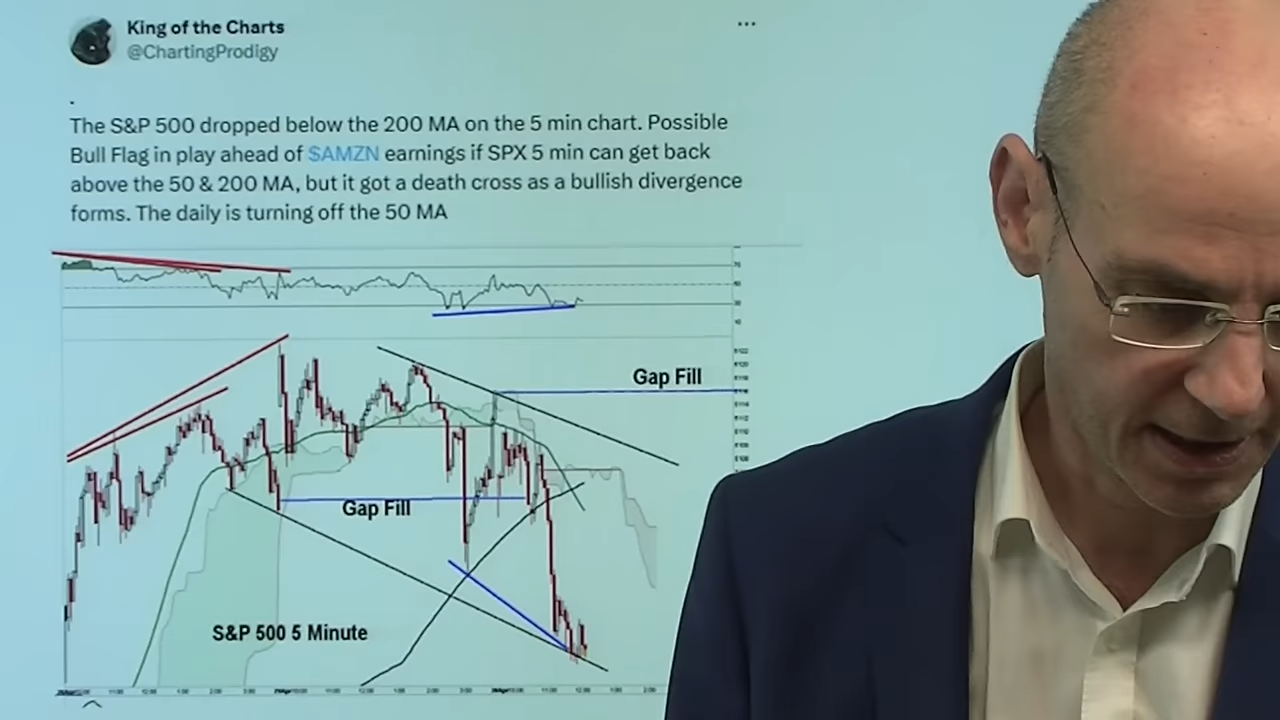 King of the Charts
@ChartingProdigy
...
.
The S&P 500 dropped below the 200 MA on the 5 min chart. Possible
Bull Flag in play ahead of $AMZN earnings if SPX 5 min can get back
above the 50 & 200 MA, but it got a death cross as a bullish divergence
forms. The daily is turning off the 50 MA
Gap Fill
Gap Fill
S&P 500 5 Minute